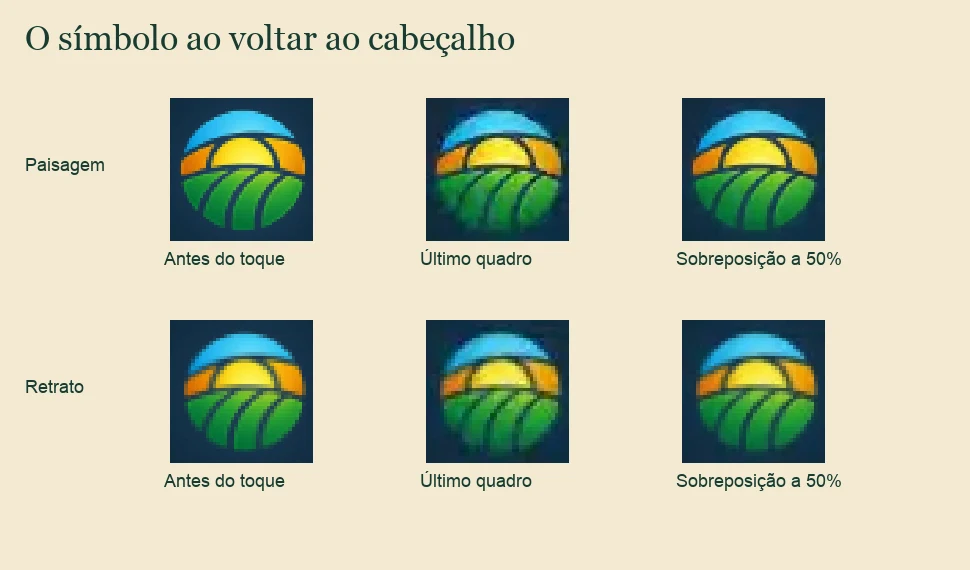 O símbolo ao voltar ao cabeçalho
Paisagem
Antes do toque
Último quadro
Sobreposição a 50%
Retrato
Antes do toque
Último quadro
Sobreposição a 50%